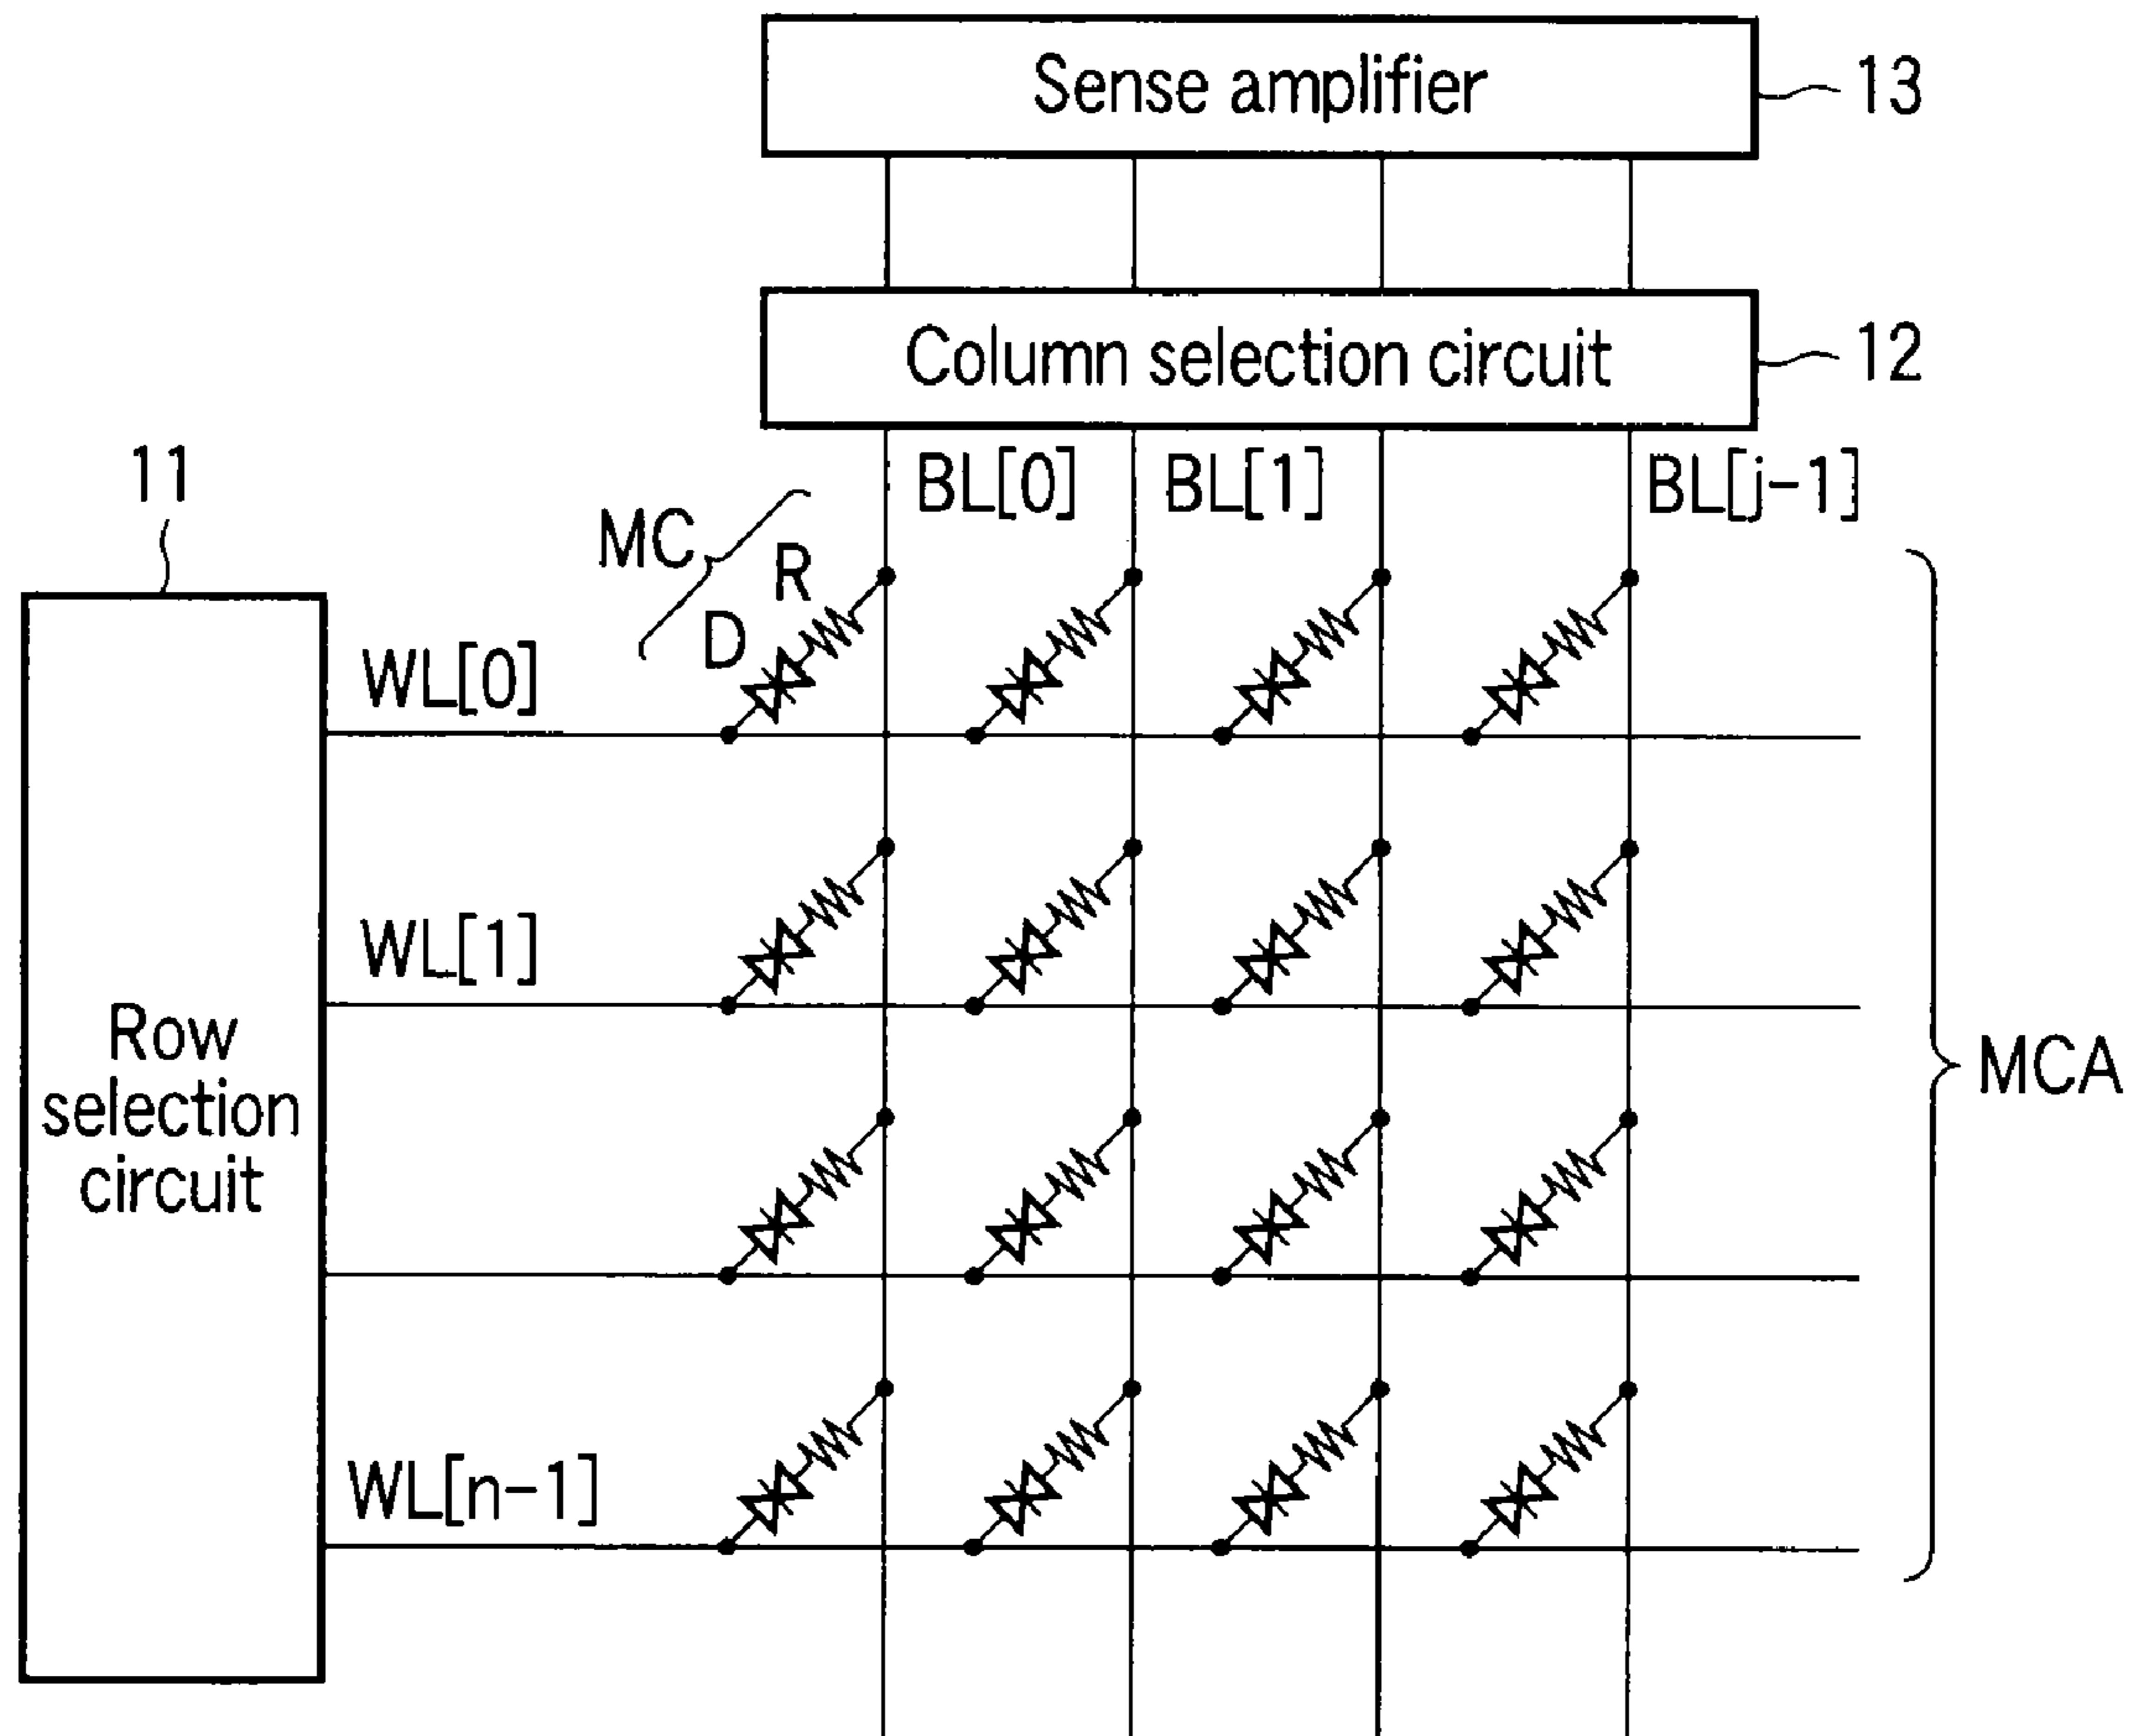 Sense amplifier
13
Column selection circuit
12
11
BL[0]
BL[1]
BL[j-1]
MC
R
D
WL[0]
WL[1]
Row
selection
circuit
MCA
WL[n-1]